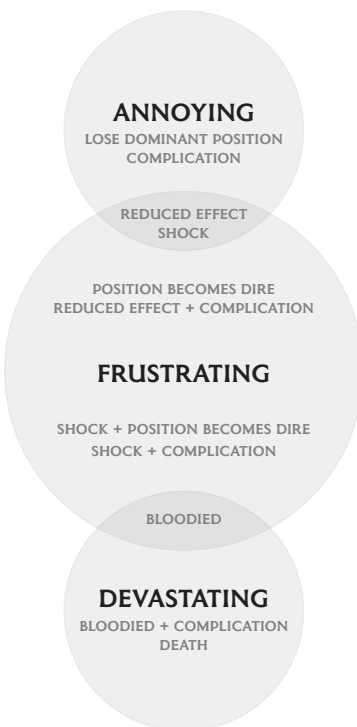 ANNOYING
LOSE DOMINANT POSITION
COMPLICATION
REDUCED EFFECT
SHOCK
POSITION BECOMES DIRE
REDUCED EFFECT + COMPLICATION
FRUSTRATING
SHOCK + POSITION BECOMES DIRE
SHOCK + COMPLICATION
BLOODIED
DEVASTATING
BLOODIED + COMPLICATION
DEATH